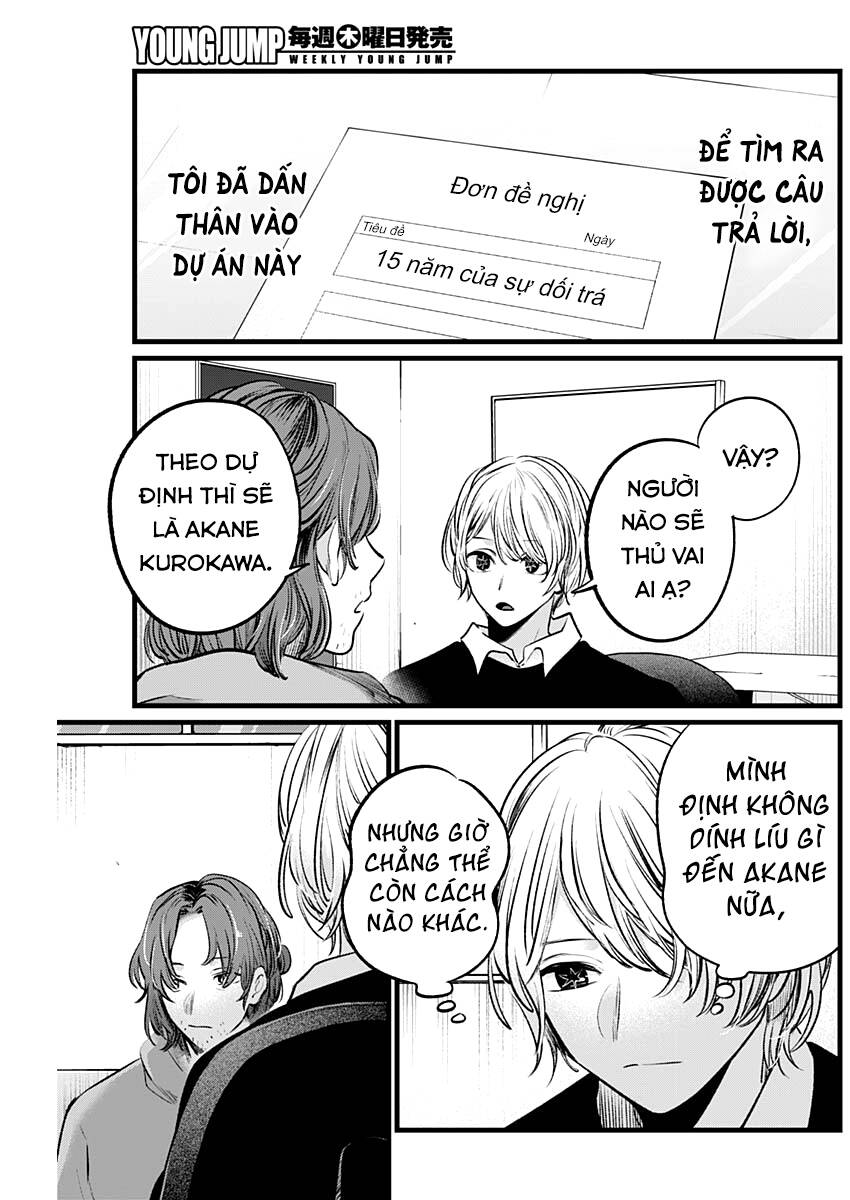 YOUNG JUMP 毎週木曜日発売
WEEKLY YOUNG JUMP
ĐỂ TÌM RA
ĐƯỢC CÂU
TRẢ LỜI,
TÔI ĐÃ DẤN
THÂN VÀO
DỰ ÁN NÀY
Đơn đề nghị
Tiêu đề
Ngày
15 năm của sự dối trá
VẬY?
NGƯỜI
NÀO SẼ
THỦ VAI
AI Ạ?
THEO DỰ
ĐỊNH THÌ SẼ
LÀ AKANE
KUROKAWA.
MÌNH
ĐỊNH KHÔNG
DÍNH LÍU GÌ
ĐẾN AKANE
NỮA,
NHƯNG GIỜ
CHẲNG THỂ
CÒN CÁCH
NÀO KHÁC.